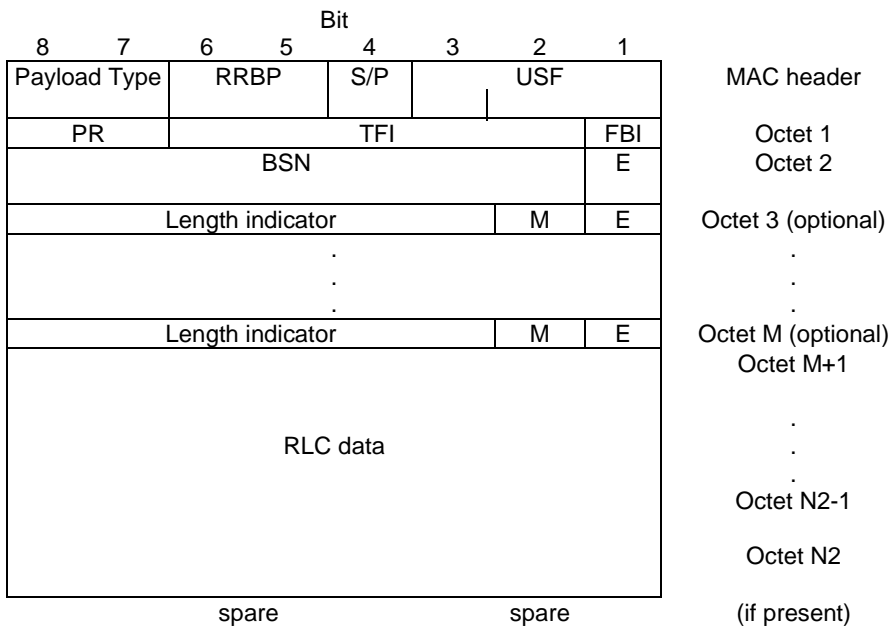 Bit
8 7 6 5 4 3 2 1
Payload Type RRBP S/P USF MAC header
PR TFI FBI Octet 1
BSN E Octet 2
Length indicator M E Octet 3 (optional)
. .
. .
. .
Length indicator M E Octet M (optional)
Octet M+1
.
RLC data .
.
Octet N2-1
Octet N2
spare spare (if present)